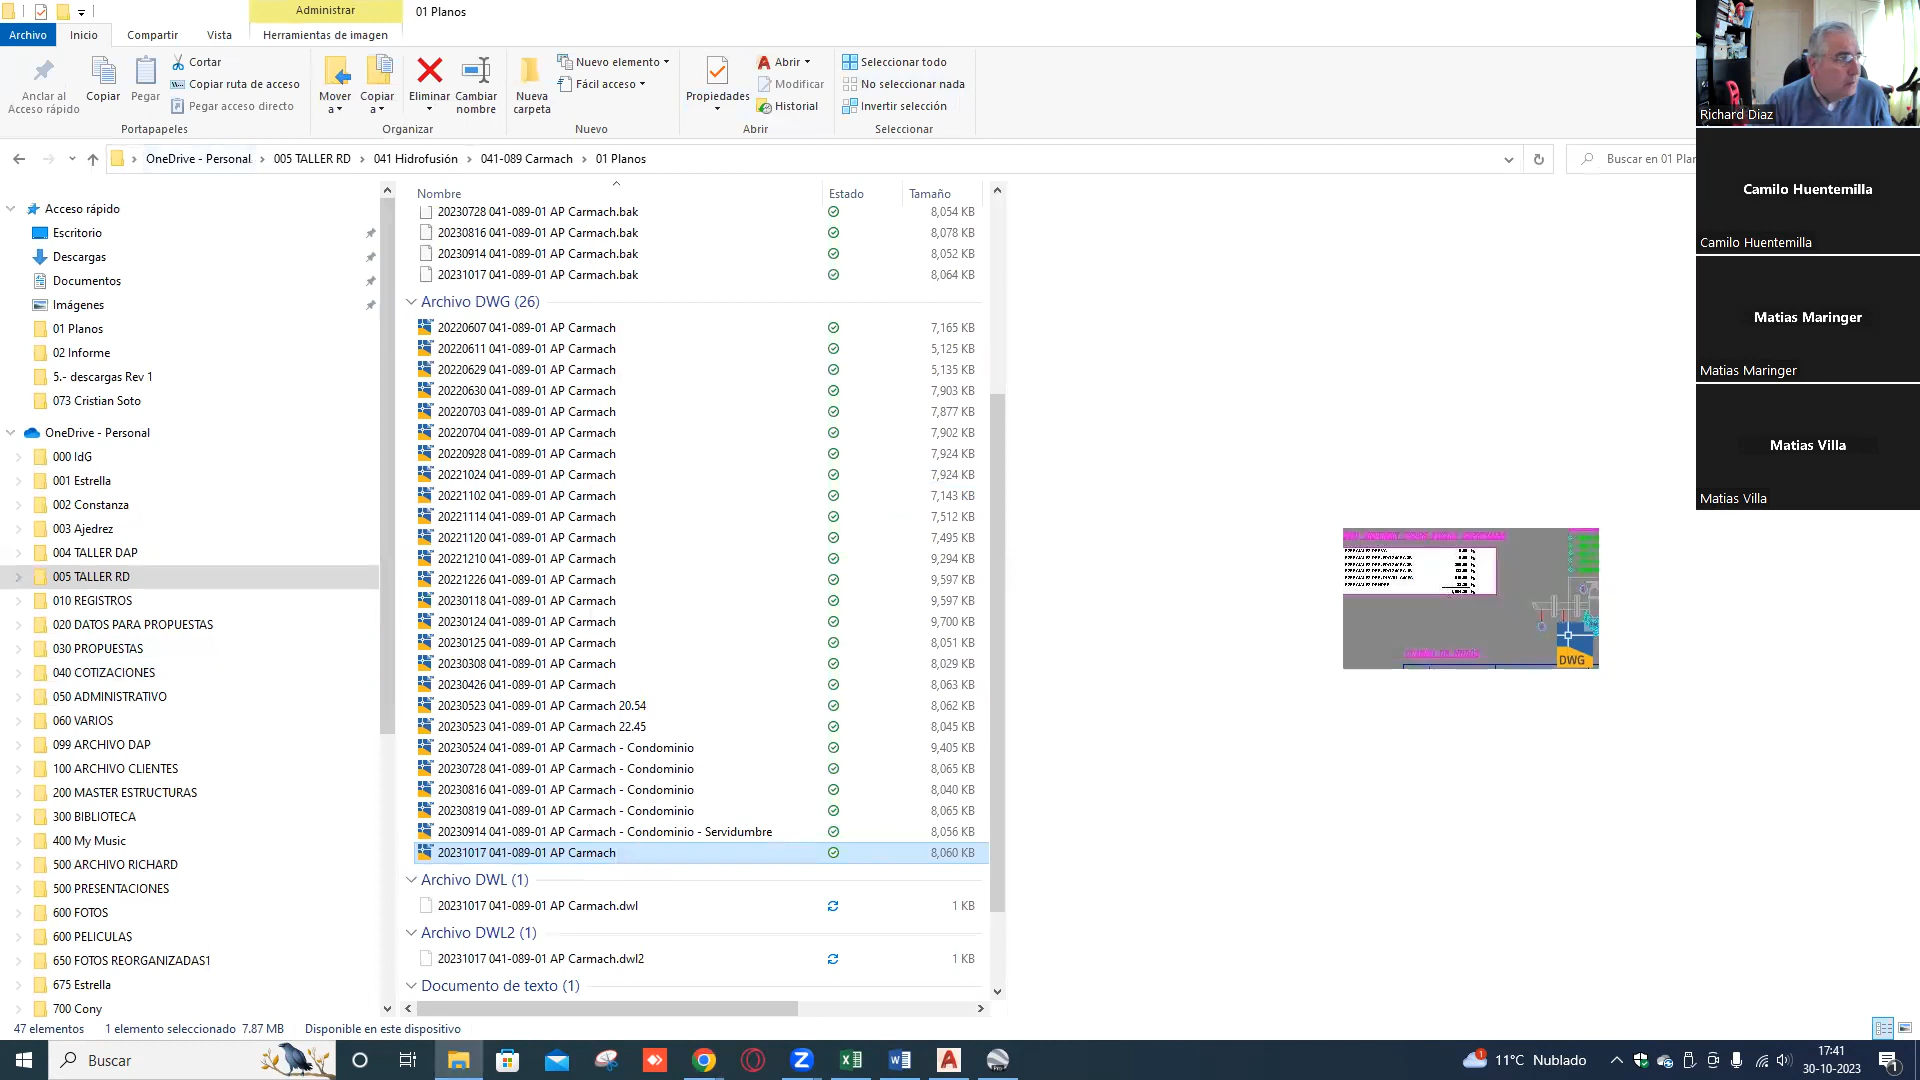 Administrar
01 Planos
Archivo
Inicio
Compartir
Vista
Herramientas de imagen
Anclar al
Acceso rápido
Copiar
Pegar
Cortar
Copiar ruta de acceso
Pegar acceso directo
Portapapeles
Mover
a
Copiar
a
Eliminar
Cambiar
nombre
Organizar
Nueva
carpeta
Nuevo elemento
Fácil acceso
Nuevo
Propiedades
Abrir
Modificar
Historial
Abrir
Seleccionar todo
No seleccionar nada
Invertir selección
Seleccionar
OneDrive - Personal
005 TALLER RD
041 Hidrofusión
041-089 Carmach
01 Planos
Buscar en 01 Plan
Acceso rápido
Escritorio
Descargas
Documentos
Imágenes
01 Planos
02 Informe
5.- descargas Rev 1
073 Cristian Soto
OneDrive - Personal
000 IdG
001 Estrella
002 Constanza
003 Ajedrez
004 TALLER DAP
005 TALLER RD
010 REGISTROS
020 DATOS PARA PROPUESTAS
030 PROPUESTAS
040 COTIZACIONES
050 ADMINISTRATIVO
060 VARIOS
099 ARCHIVO DAP
100 ARCHIVO CLIENTES
200 MASTER ESTRUCTURAS
300 BIBLIOTECA
400 My Music
500 ARCHIVO RICHARD
500 PRESENTACIONES
600 FOTOS
600 PELICULAS
650 FOTOS REORGANIZADAS1
675 Estrella
700 Cony
Nombre Estado Tamaño
20230728 041-089-01 AP Carmach.bak 8,054 KB
20230816 041-089-01 AP Carmach.bak 8,078 KB
20230914 041-089-01 AP Carmach.bak 8,052 KB
20231017 041-089-01 AP Carmach.bak 8,064 KB
Archivo DWG (26)
20220607 041-089-01 AP Carmach 7,165 KB
20220611 041-089-01 AP Carmach 5,125 KB
20220629 041-089-01 AP Carmach 5,135 KB
20220630 041-089-01 AP Carmach 7,903 KB
20220703 041-089-01 AP Carmach 7,877 KB
20220704 041-089-01 AP Carmach 7,902 KB
20220928 041-089-01 AP Carmach 7,924 KB
20221024 041-089-01 AP Carmach 7,924 KB
20221102 041-089-01 AP Carmach 7,143 KB
20221114 041-089-01 AP Carmach 7,512 KB
20221120 041-089-01 AP Carmach 7,495 KB
20221210 041-089-01 AP Carmach 9,294 KB
20221226 041-089-01 AP Carmach 9,597 KB
20230118 041-089-01 AP Carmach 9,597 KB
20230124 041-089-01 AP Carmach 9,700 KB
20230125 041-089-01 AP Carmach 8,051 KB
20230308 041-089-01 AP Carmach 8,029 KB
20230426 041-089-01 AP Carmach 8,063 KB
20230523 041-089-01 AP Carmach 20.54 8,062 KB
20230523 041-089-01 AP Carmach 22.45 8,045 KB
20230524 041-089-01 AP Carmach - Condominio 9,405 KB
20230728 041-089-01 AP Carmach - Condominio 8,065 KB
20230816 041-089-01 AP Carmach - Condominio 8,040 KB
20230819 041-089-01 AP Carmach - Condominio 8,065 KB
20230914 041-089-01 AP Carmach - Condominio - Servidumbre 8,056 KB
20231017 041-089-01 AP Carmach 8,060 KB
Archivo DWL (1)
20231017 041-089-01 AP Carmach.dwl 1 KB
Archivo DWL2 (1)
20231017 041-089-01 AP Carmach.dwl2 1 KB
Documento de texto (1)
DWG
Richard Diaz
Camilo Huentemilla
Camilo Huentemilla
Matias Maringer
Matias Maringer
Matias Villa
Matias Villa
47 elementos
1 elemento seleccionado 7.87 MB
Disponible en este dispositivo
Buscar
11°C Nublado
17:41
30-10-2023